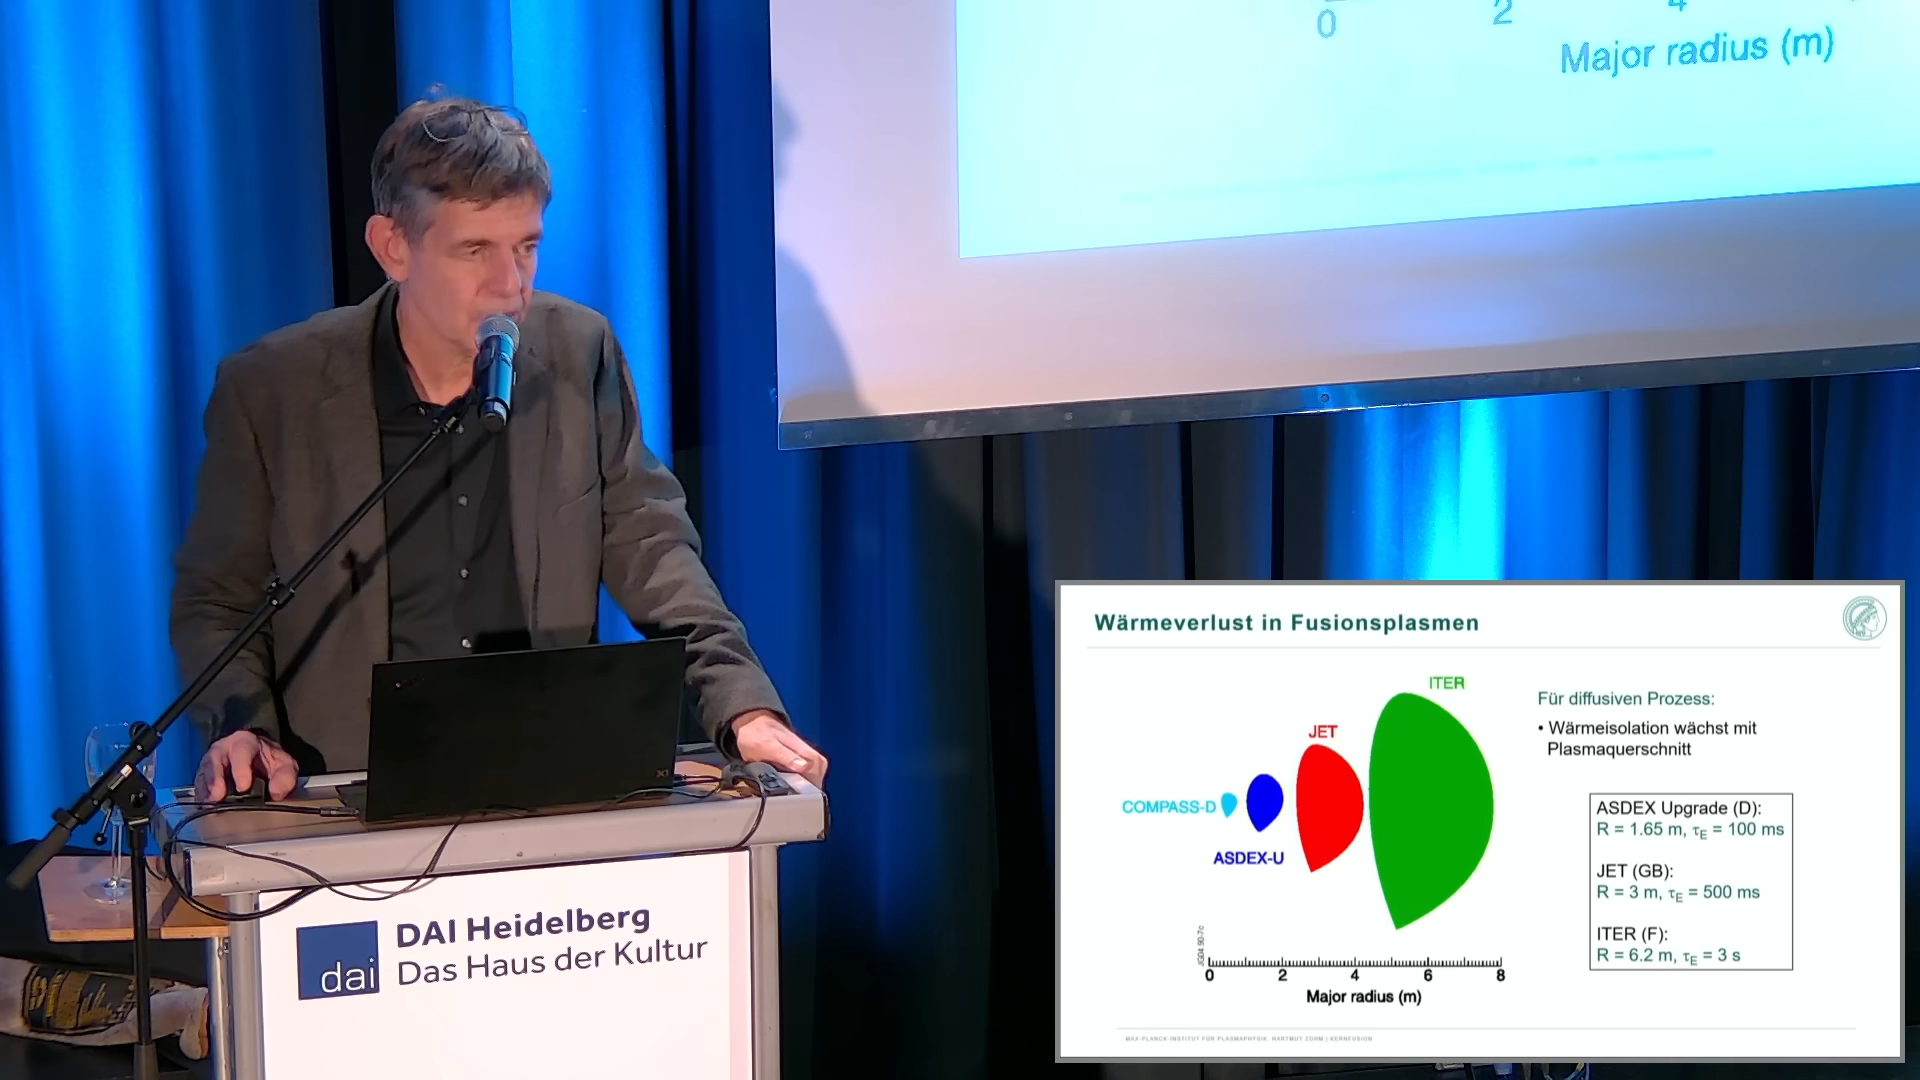 0
2
4
Major radius (m)
dai
DAI Heidelberg
Das Haus der Kultur
X1
Wärmeverlust in Fusionsplasmen
ITER
JET
COMPASS-D
ASDEX-U
0 2 4 6 8
Major radius (m)
Für diffusiven Prozess:
• Wärmeisolation wächst mit
Plasmaquerschnitt
ASDEX Upgrade (D):
R = 1.65 m, τE = 100 ms
JET (GB):
R = 3 m, τE = 500 ms
ITER (F):
R = 6.2 m, τE = 3 s
MAX-PLANCK-INSTITUT FÜR PLASMAPHYSIK HARTMUT ZOHM | KERNFUSION